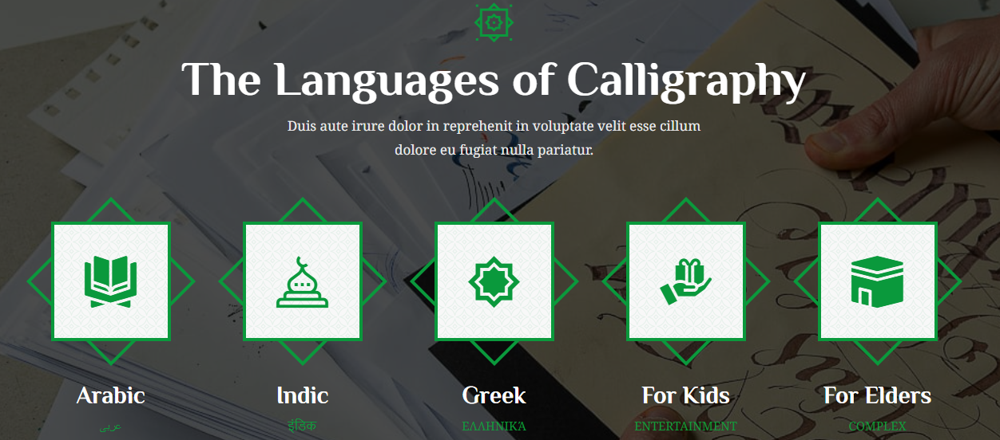 The Languages of Calligraphy
Duis aute irure dolor in reprehenit in voluptate velit esse cillum
dolore eu fugiat nulla pariatur.
Arabic
Indic
Greek
For Kids
For Elders
عربى
इंडिक
ΕΛΛΗΝΙΚΆ
ENTERTAINMENT
COMPLEX